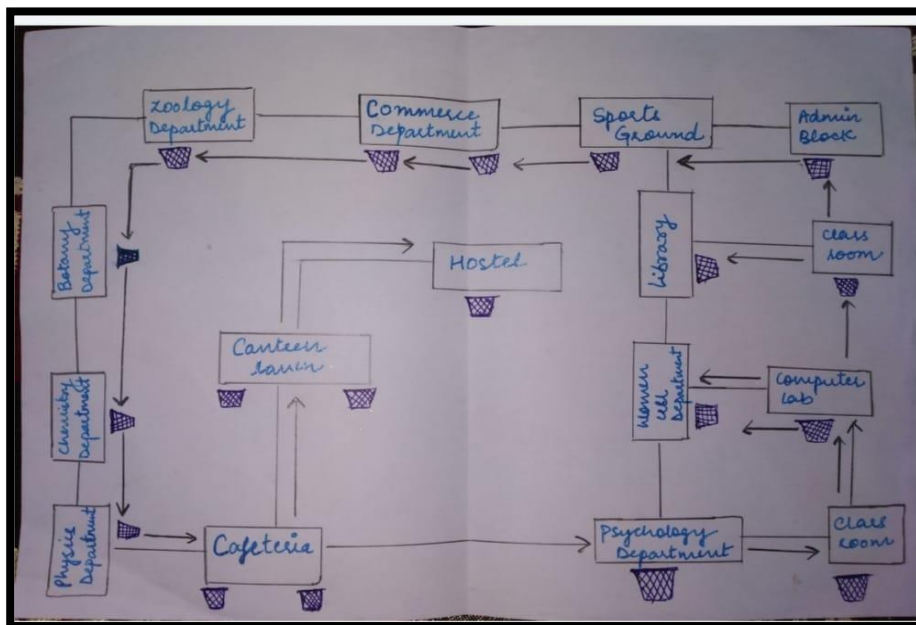 Zoology
Department
Commerce
Department
Sports
Ground
Admin
Block
Botany
Department
Library
Class
room
Hostel
Canteen
Chemistry
Department
Women
Cell
Department
Computer
Lab
Physics
Department
Cafeteria
Psychology
Department
Class
room